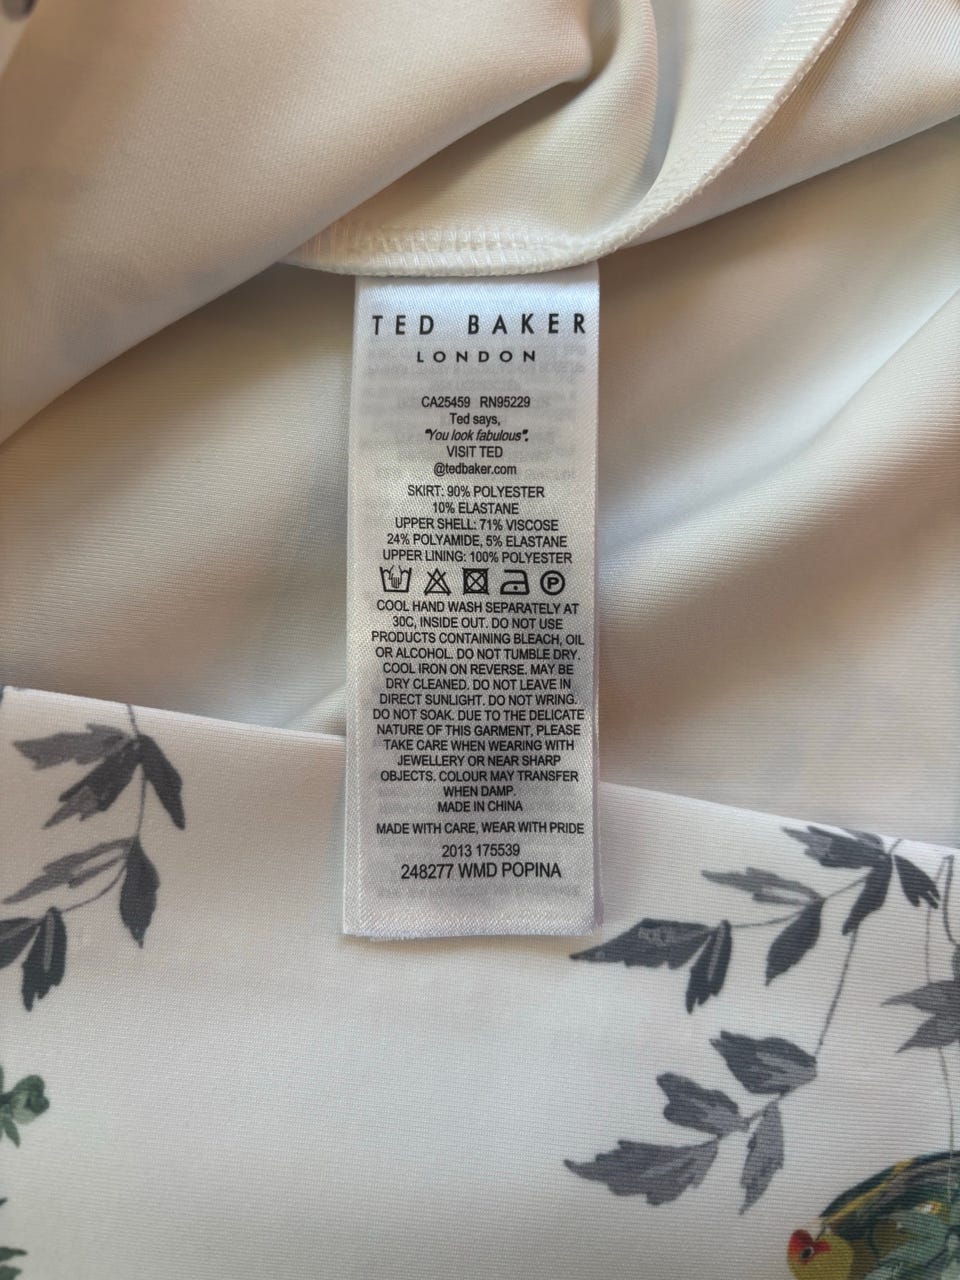 TED BAKER
LONDON
CA25459 RN95229
Ted says,
"You look fabulous".
VISIT TED
@tedbaker.com
SKIRT: 90% POLYESTER
10% ELASTANE
UPPER SHELL: 71% VISCOSE
24% POLYAMIDE, 5% ELASTANE
UPPER LINING: 100% POLYESTER
P
COOL HAND WASH SEPARATELY AT
30C, INSIDE OUT. DO NOT USE
PRODUCTS CONTAINING BLEACH, OIL
OR ALCOHOL. DO NOT TUMBLE DRY.
COOL IRON ON REVERSE. MAY BE
DRY CLEANED. DO NOT LEAVE IN
DIRECT SUNLIGHT. DO NOT WRING.
DO NOT SOAK. DUE TO THE DELICATE
NATURE OF THIS GARMENT, PLEASE
TAKE CARE WHEN WEARING WITH
JEWELLERY OR NEAR SHARP
OBJECTS. COLOUR MAY TRANSFER
WHEN DAMP.
MADE IN CHINA
MADE WITH CARE, WEAR WITH PRIDE
2013 175539
248277 WMD POPINA